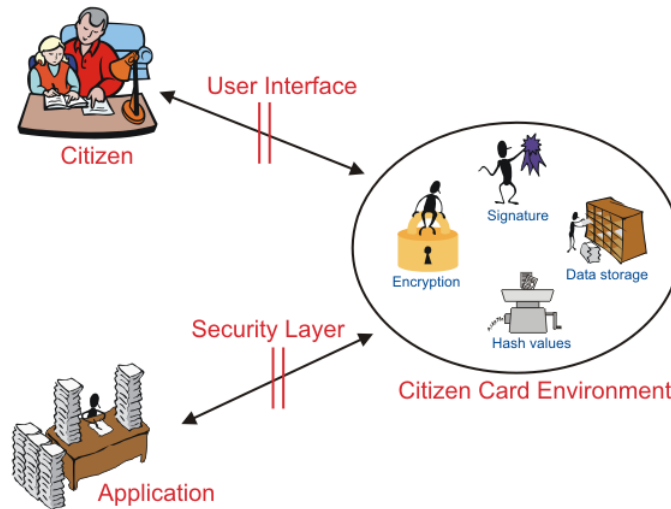 User Interface
Citizen
Signature
Encryption
Data storage
Security Layer
Hash values
Citizen Card Environment
Application